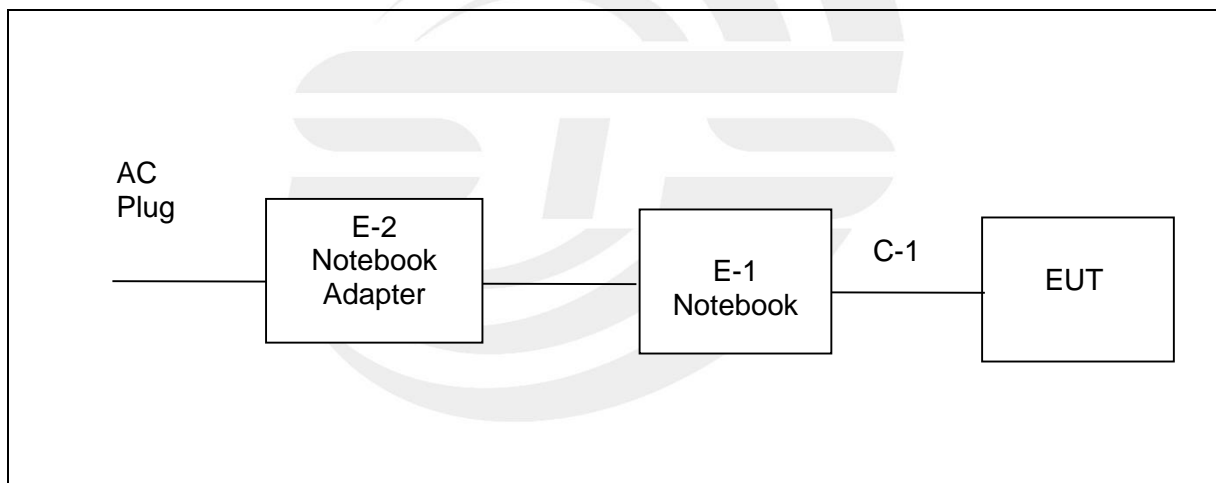 AC
Plug
E-2
Notebook
Adapter
E-1
Notebook
C-1
EUT